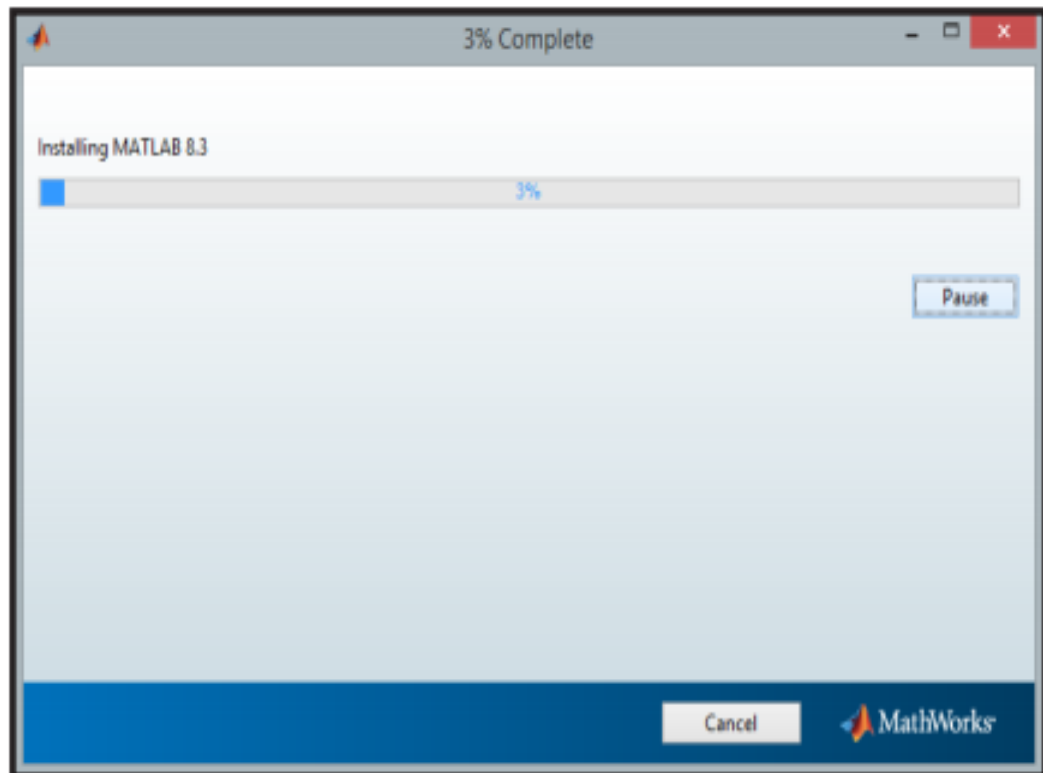 3% Complete
Installing MATLAB 8.3
3%
Pause
Cancel
MathWorks